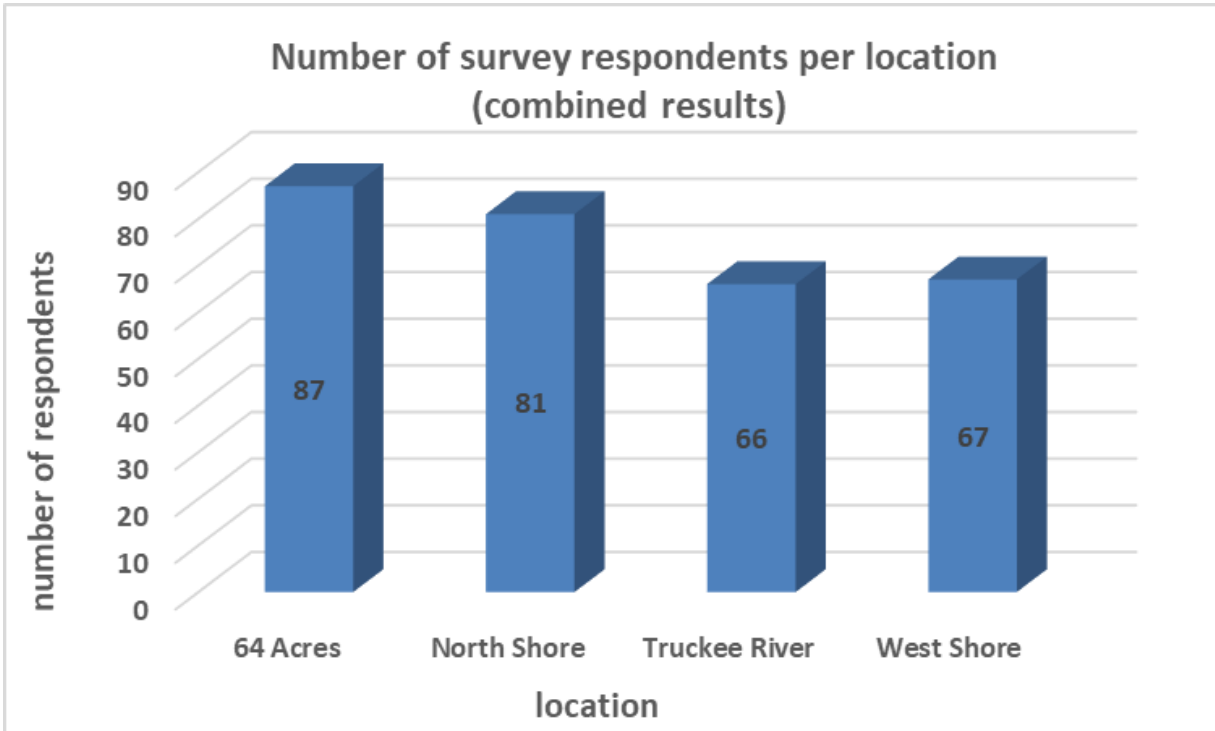 Number of survey respondents per location
(combined results)
number of respondents
90
80
70
60
50
40
30
20
10
0
87
81
66
67
64 Acres
North Shore
Truckee River
West Shore
location